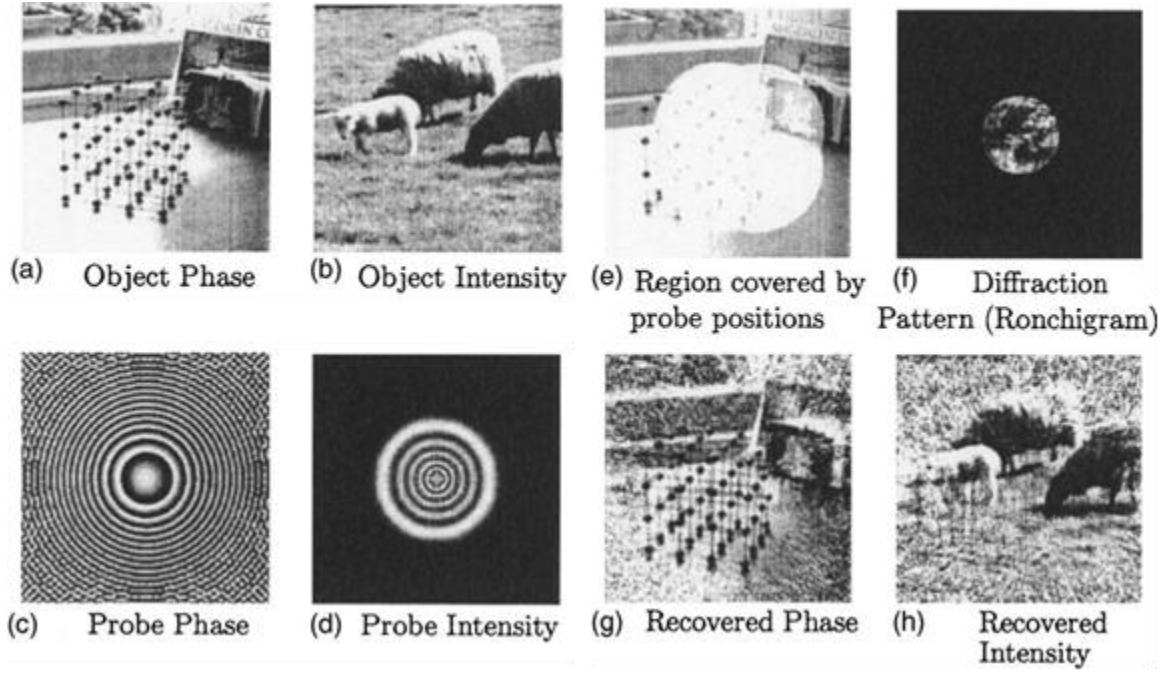 (a) Object Phase
(b) Object Intensity
(e) Region covered by
probe positions
(f) Diffraction
Pattern (Ronchigram)
(c) Probe Phase
(d) Probe Intensity
(g) Recovered Phase
(h) Recovered
Intensity